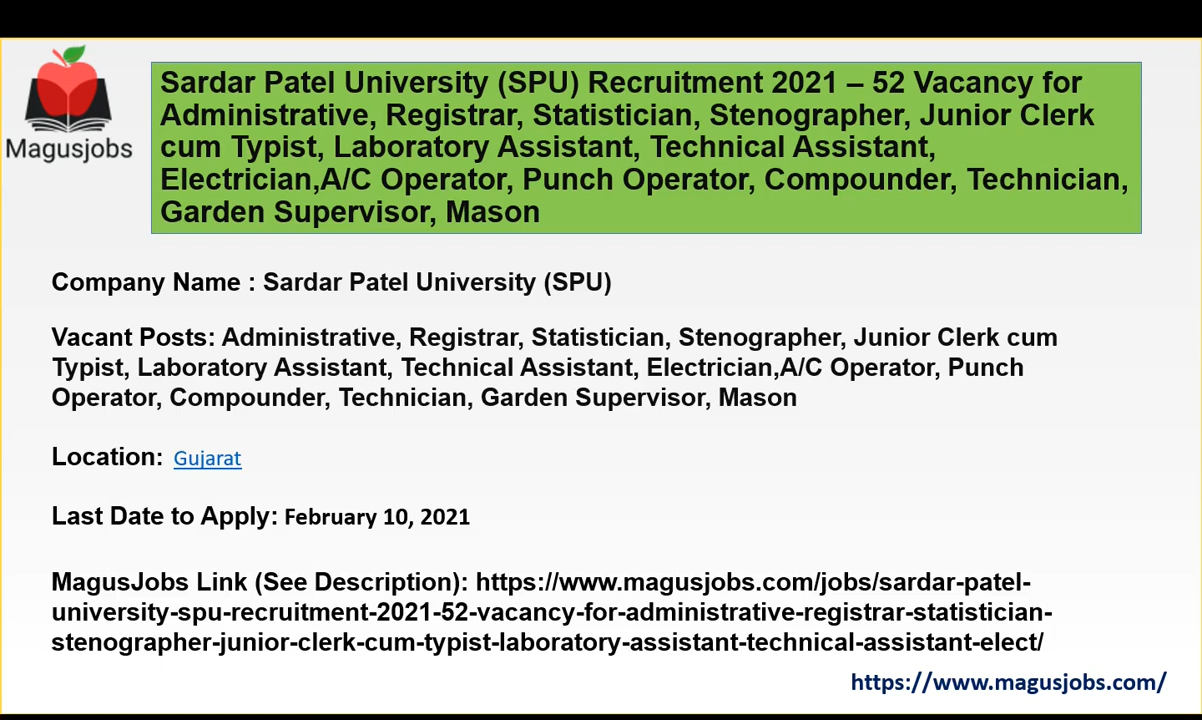 Magusjobs
Sardar Patel University (SPU) Recruitment 2021 – 52 Vacancy for
Administrative, Registrar, Statistician, Stenographer, Junior Clerk
cum Typist, Laboratory Assistant, Technical Assistant,
Electrician,A/C Operator, Punch Operator, Compounder, Technician,
Garden Supervisor, Mason
Company Name : Sardar Patel University (SPU)
Vacant Posts: Administrative, Registrar, Statistician, Stenographer, Junior Clerk cum
Typist, Laboratory Assistant, Technical Assistant, Electrician,A/C Operator, Punch
Operator, Compounder, Technician, Garden Supervisor, Mason
Location: Gujarat
Last Date to Apply: February 10, 2021
MagusJobs Link (See Description): https://www.magusjobs.com/jobs/sardar-patel-
university-spu-recruitment-2021-52-vacancy-for-administrative-registrar-statistician-
stenographer-junior-clerk-cum-typist-laboratory-assistant-technical-assistant-elect/
https://www.magusjobs.com/